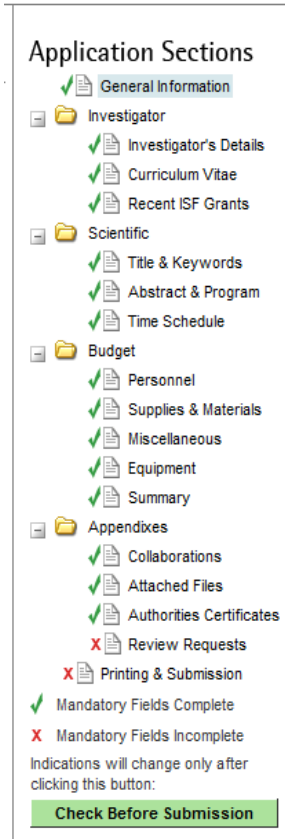 Application Sections
General Information
Investigator
Investigator's Details
Curriculum Vitae
Recent ISF Grants
Scientific
Title & Keywords
Abstract & Program
Time Schedule
Budget
Personnel
Supplies & Materials
Miscellaneous
Equipment
Summary
Appendixes
Collaborations
Attached Files
Authorities Certificates
Review Requests
Printing & Submission
Mandatory Fields Complete
Mandatory Fields Incomplete
Indications will change only after
clicking this button:
Check Before Submission